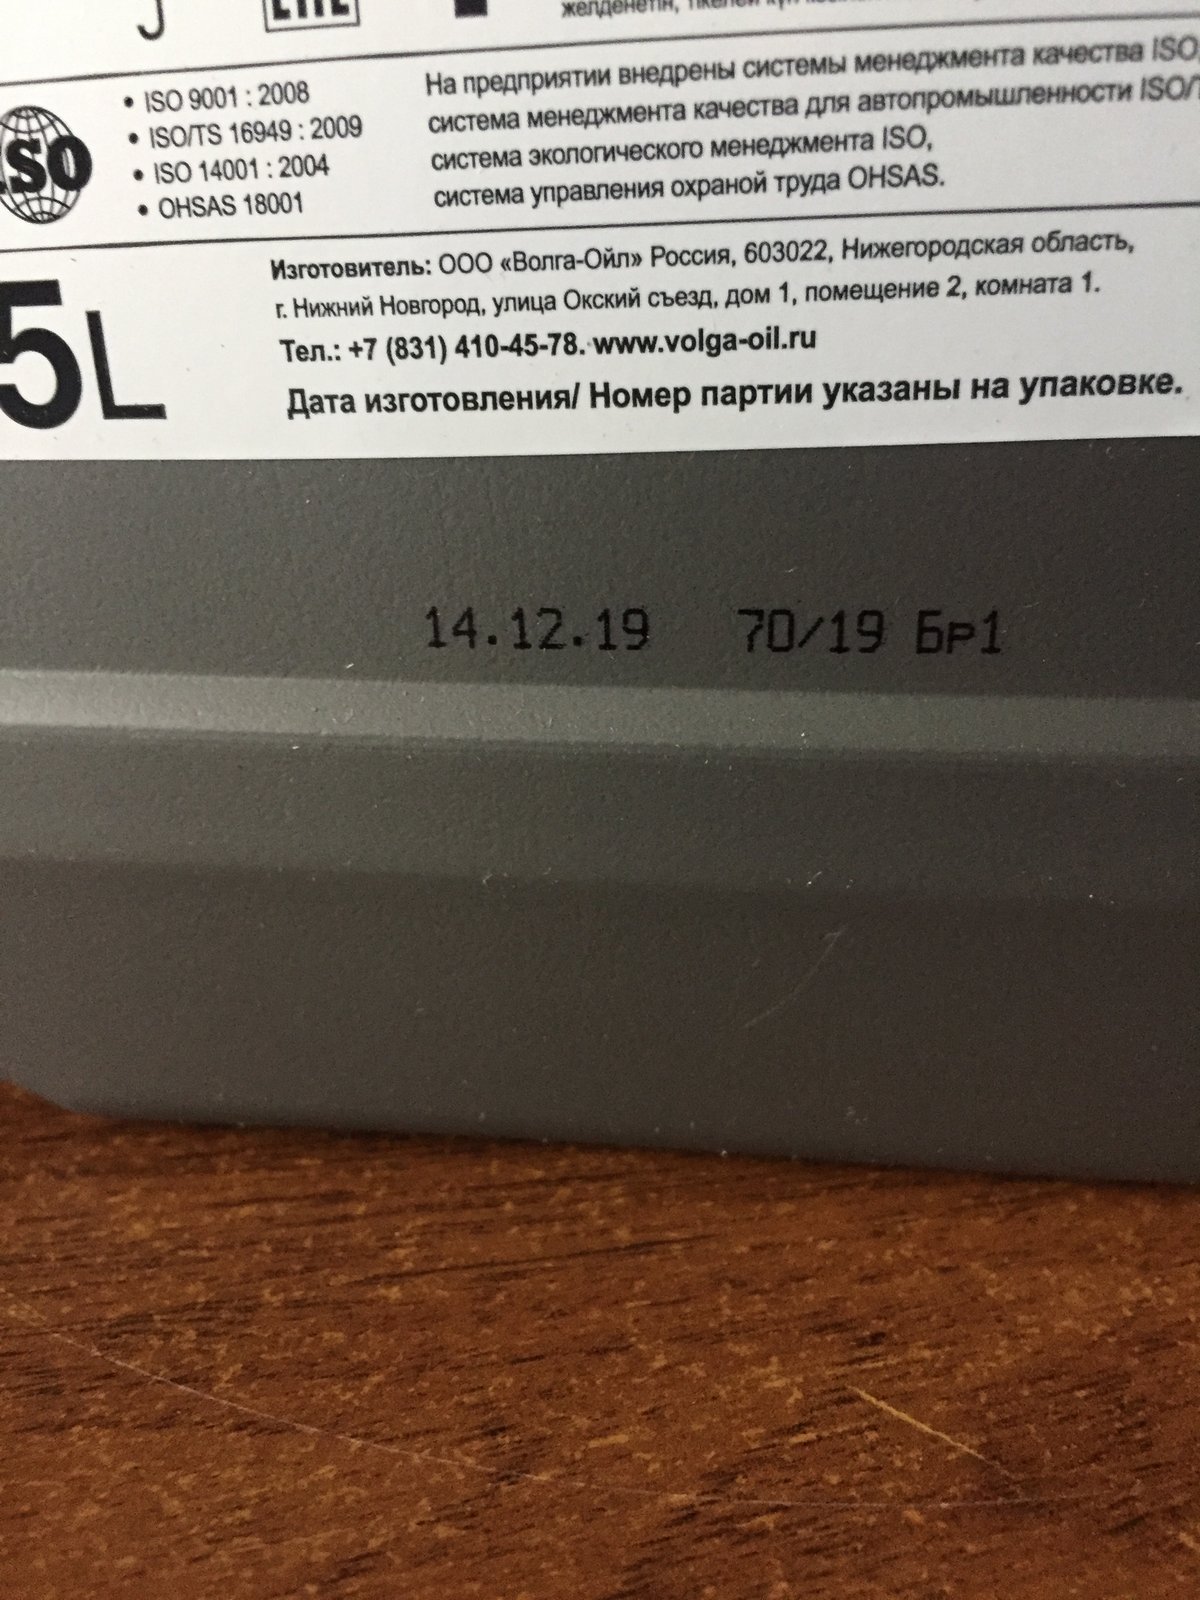 ISO 9001 : 2008
ISO/TS 16949 : 2009
ISO 14001 : 2004
OHSAS 18001
На предприятии внедрены системы менеджмента качества ISO,
система менеджмента качества для автопромышленности ISO/
система экологического менеджмента ISO,
система управления охраной труда OHSAS.
ISO
5L
Изготовитель: ООО «Волга-Ойл» Россия, 603022, Нижегородская область,
г. Нижний Новгород, улица Окский съезд, дом 1, помещение 2, комната 1.
Тел.: +7 (831) 410-45-78. www.volga-oil.ru
Дата изготовления/ Номер партии указаны на упаковке.
14.12.19 70/19 Бр1